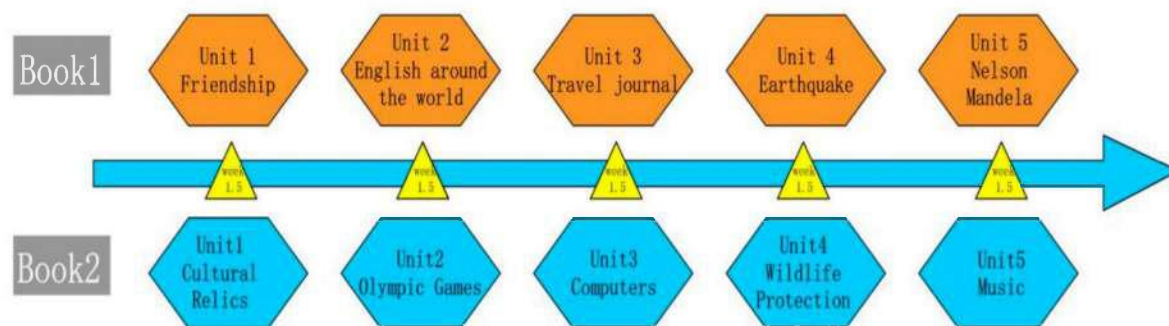 Book1
Unit 1
Friendship
Unit 2
English around
the world
Unit 3
Travel journal
Unit 4
Earthquake
Unit 5
Nelson
Mandela
week
1.5
week
1.5
week
1.5
week
1.5
week
1.5
Book2
Unit1
Cultural
Relics
Unit2
Olympic Games
Unit3
Computers
Unit4
Wildlife
Protection
Unit5
Music